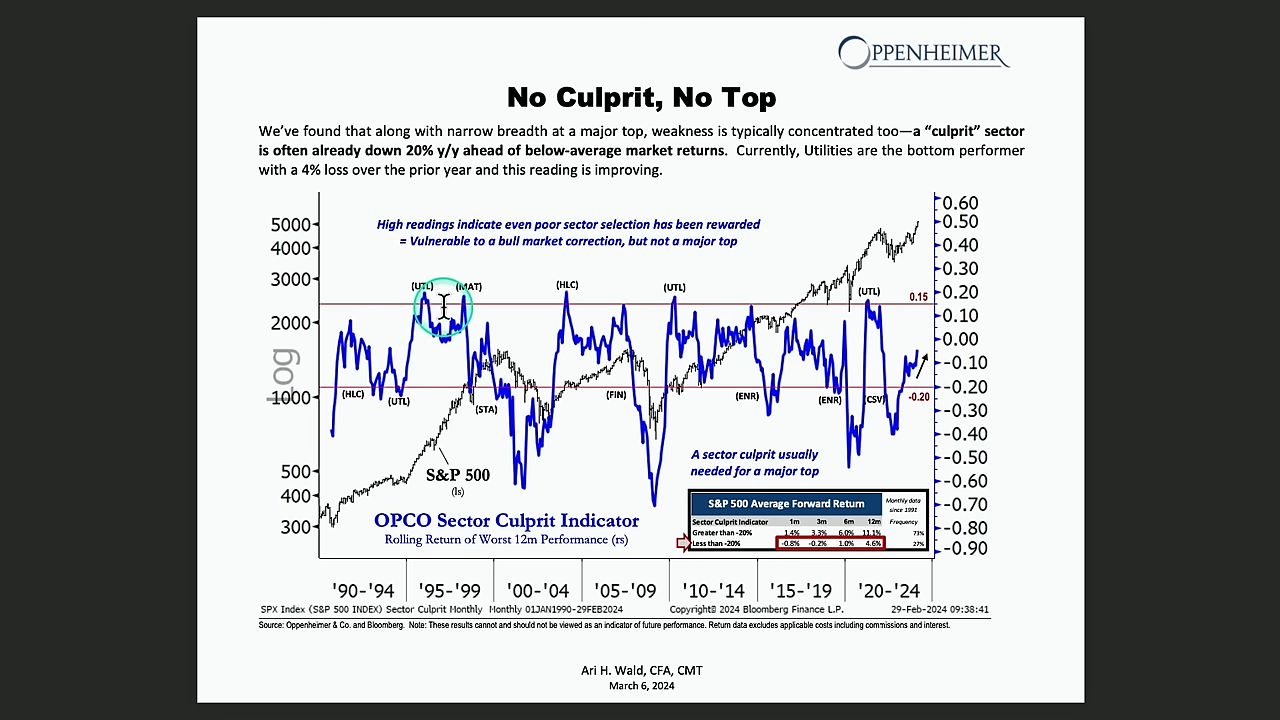 OPPENHEIMER
No Culprit, No Top
We've found that along with narrow breadth at a major top, weakness is typically concentrated too—a “culprit” sector
is often already down 20% y/y ahead of below-average market returns. Currently, Utilities are the bottom performer
with a 4% loss over the prior year and this reading is improving.
High readings indicate even poor sector selection has been rewarded
= Vulnerable to a bull market correction, but not a major top
5000
4000
3000
2000
1000
500
400
300
Log
0.60
0.50
0.40
0.30
0.20
0.10
0.00
-0.10
-0.20
-0.30
-0.40
-0.50
-0.60
-0.70
-0.80
-0.90
(UTL)
(MAT)
(HLC)
(UTL)
(UTL)
0.15
(HLC)
(UTL)
(STA)
(FIN)
(ENR)
(ENR)
(CSV)
-0.20
S&P 500
(ls)
A sector culprit usually
needed for a major top
OPCO Sector Culprit Indicator
Rolling Return of Worst 12m Performance (rs)
S&P 500 Average Forward Return
Monthly data
since 1991
Sector Culprit Indicator 1m 3m 6m 12m Frequency
Greater than -20% 1.4% 3.3% 6.0% 11.1% 73%
Less than -20% -0.8% -0.2% 1.0% 4.6% 27%
'90-'94 '95-'99 '00-'04 '05-'09 '10-'14 '15-'19 '20-'24
SPX Index (S&P 500 INDEX) Sector Culprit Monthly Monthly 01JAN1990-29FEB2024 Copyright© 2024 Bloomberg Finance L.P. 29-Feb-2024 09:38:41
Source: Oppenheimer & Co. and Bloomberg. Note: These results cannot and should not be viewed as an indicator of future performance. Return data excludes applicable costs including commissions and interest.
Ari H. Wald, CFA, CMT
March 6, 2024